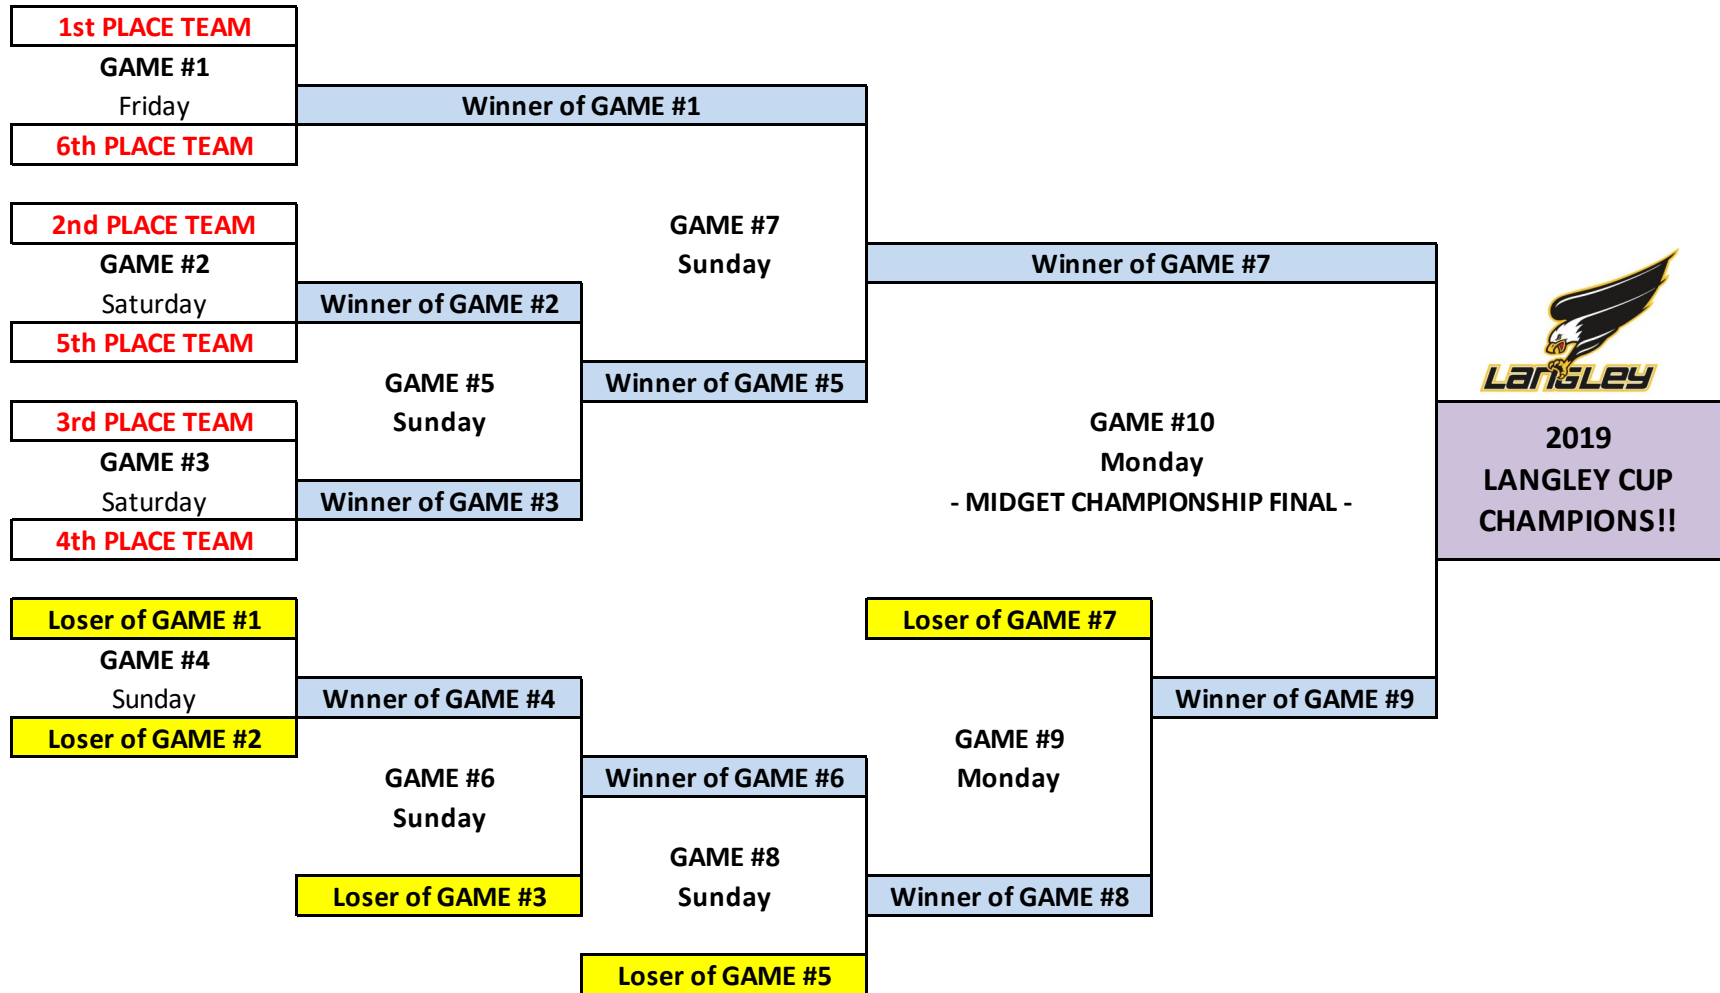 1st PLACE TEAM
GAME #1
Friday
Winner of GAME #1
6th PLACE TEAM
2nd PLACE TEAM
GAME #7
GAME #2
Sunday
Winner of GAME #7
Saturday
Winner of GAME #2
5th PLACE TEAM
GAME #5
Winner of GAME #5
LANGLEY
3rd PLACE TEAM
Sunday
GAME #10
2019
GAME #3
Monday
LANGLEY CUP
Saturday
Winner of GAME #3
- MIDGET CHAMPIONSHIP FINAL -
CHAMPIONS!!
4th PLACE TEAM
Loser of GAME #1
Loser of GAME #7
GAME #4
Sunday
Wnner of GAME #4
Winner of GAME #9
Loser of GAME #2
GAME #9
GAME #6
Winner of GAME #6
Monday
Sunday
GAME #8
Loser of GAME #3
Sunday
Winner of GAME #8
Loser of GAME #5